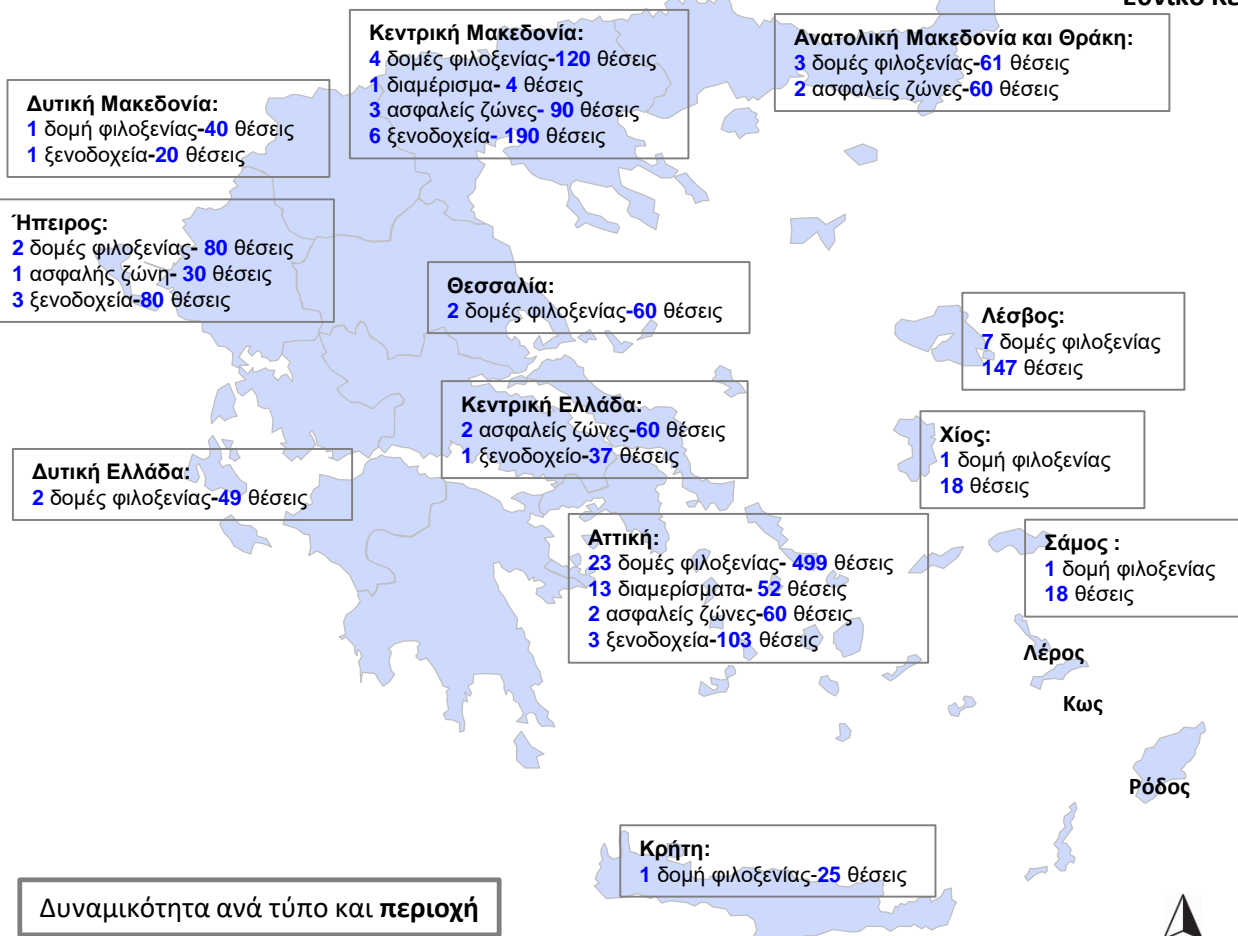 Κεντρική Μακεδονία:
4 δομές φιλοξενίας-120 θέσεις
1 διαμέρισμα- 4 θέσεις
3 ασφαλείς ζώνες- 90 θέσεις
6 ξενοδοχεία- 190 θέσεις
Ανατολική Μακεδονία και Θράκη:
3 δομές φιλοξενίας-61 θέσεις
2 ασφαλείς ζώνες-60 θέσεις
Δυτική Μακεδονία:
1 δομή φιλοξενίας-40 θέσεις
1 ξενοδοχεία-20 θέσεις
Ήπειρος:
2 δομές φιλοξενίας- 80 θέσεις
1 ασφαλής ζώνη- 30 θέσεις
3 ξενοδοχεία-80 θέσεις
Θεσσαλία:
2 δομές φιλοξενίας-60 θέσεις
Λέσβος:
7 δομές φιλοξενίας
147 θέσεις
Κεντρική Ελλάδα:
2 ασφαλείς ζώνες-60 θέσεις
1 ξενοδοχείο-37 θέσεις
Χίος:
1 δομή φιλοξενίας
18 θέσεις
Δυτική Ελλάδα:
2 δομές φιλοξενίας-49 θέσεις
Αττική:
23 δομές φιλοξενίας- 499 θέσεις
13 διαμερίσματα- 52 θέσεις
2 ασφαλείς ζώνες-60 θέσεις
3 ξενοδοχεία-103 θέσεις
Σάμος :
1 δομή φιλοξενίας
18 θέσεις
Λέρος
Κως
Ρόδος
Κρήτη:
1 δομή φιλοξενίας-25 θέσεις
Δυναμικότητα ανά τύπο και περιοχή